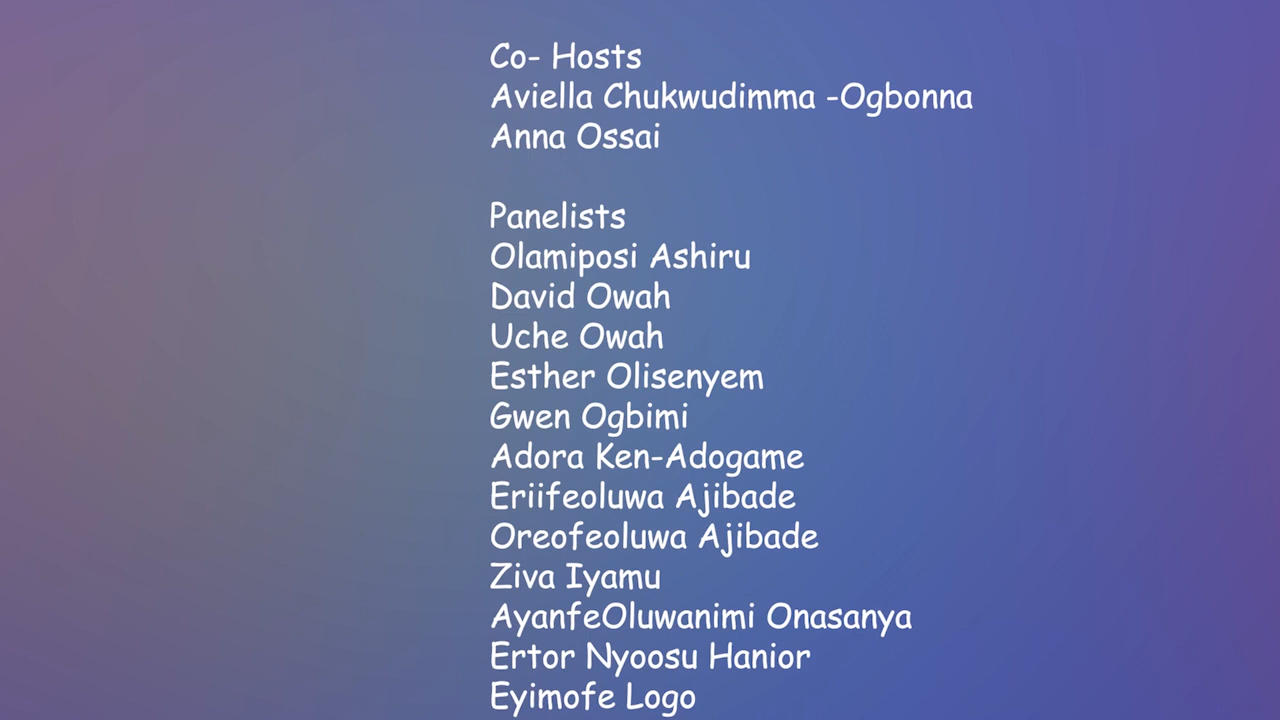 Co- Hosts
Aviella Chukwudimma -Ogbonna
Anna Ossai
Panelists
Olamiposi Ashiru
David Owah
Uche Owah
Esther Olisenyem
Gwen Ogbimi
Adora Ken-Adogame
Eriifeoluwa Ajibade
Oreofeoluwa Ajibade
Ziva Iyamu
AyanfeOluwanimi Onasanya
Ertor Nyoosu Hanior
Eyimofe Logo